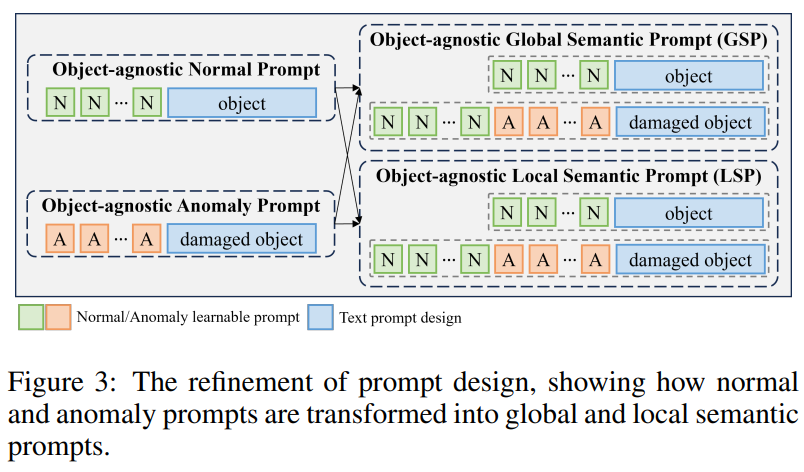 Object-agnostic Normal Prompt
N N ··· N object
Object-agnostic Anomaly Prompt
A A ··· A damaged object
Object-agnostic Global Semantic Prompt (GSP)
N N ··· N object
N N ··· N A A ··· A damaged object
Object-agnostic Local Semantic Prompt (LSP)
N N ··· N object
N N ··· N A A ··· A damaged object
Normal/Anomaly learnable prompt Text prompt design
Figure 3: The refinement of prompt design, showing how normal
and anomaly prompts are transformed into global and local semantic
prompts.